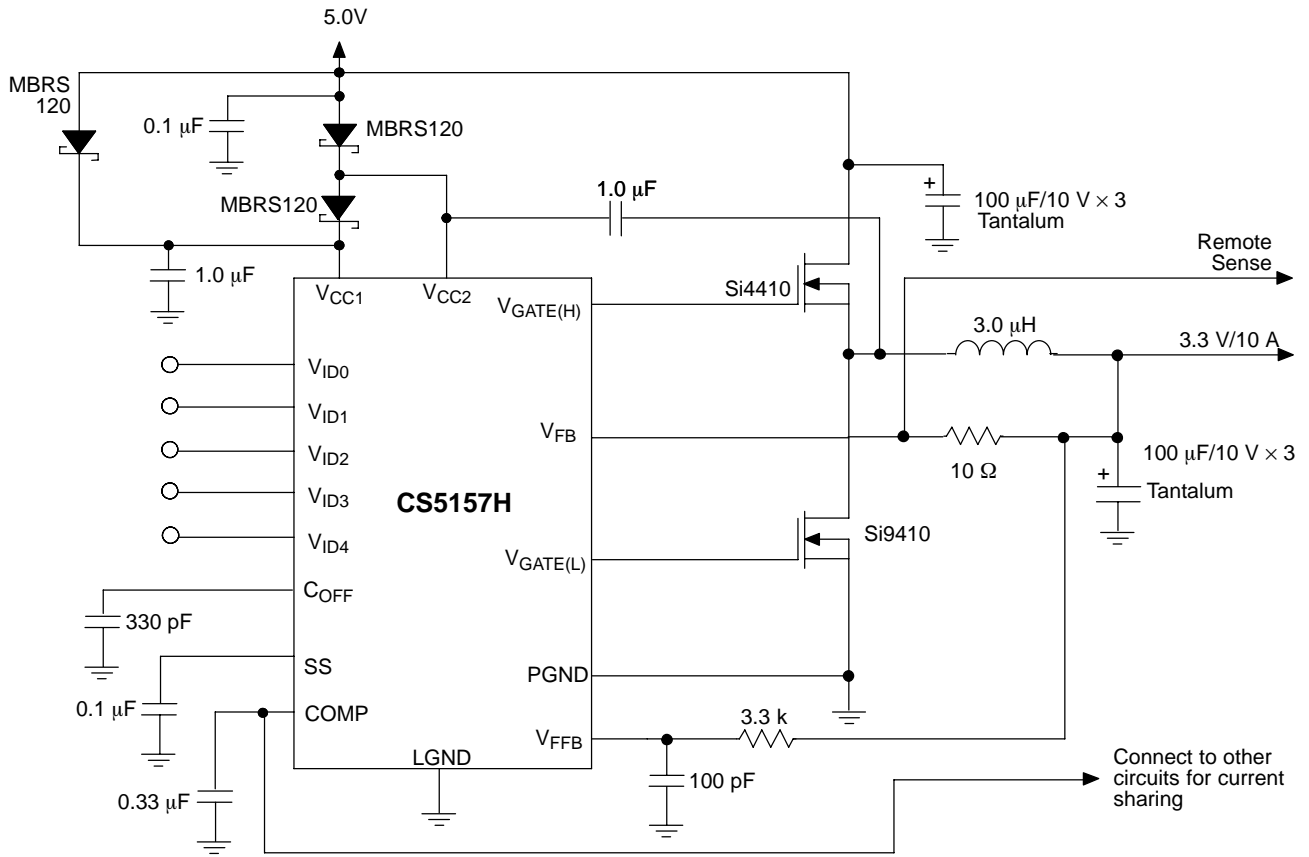 5.0V
MBRS
120
0.1 μF
MBRS120
MBRS120
1.0 μF
+
100 μF/10 V × 3
Tantalum
1.0 μF
Remote
Sense
VCC1
VCC2
VGATE(H)
Si4410
3.0 μH
3.3 V/10 A
VID0
VID1
VID2
VID3
VID4
CS5157H
VFB
10 Ω
100 μF/10 V × 3
+
Tantalum
Si9410
VGATE(L)
COFF
330 pF
SS
0.1 μF
COMP
PGND
3.3 k
VFFB
LGND
100 pF
0.33 μF
Connect to other
circuits for current
sharing